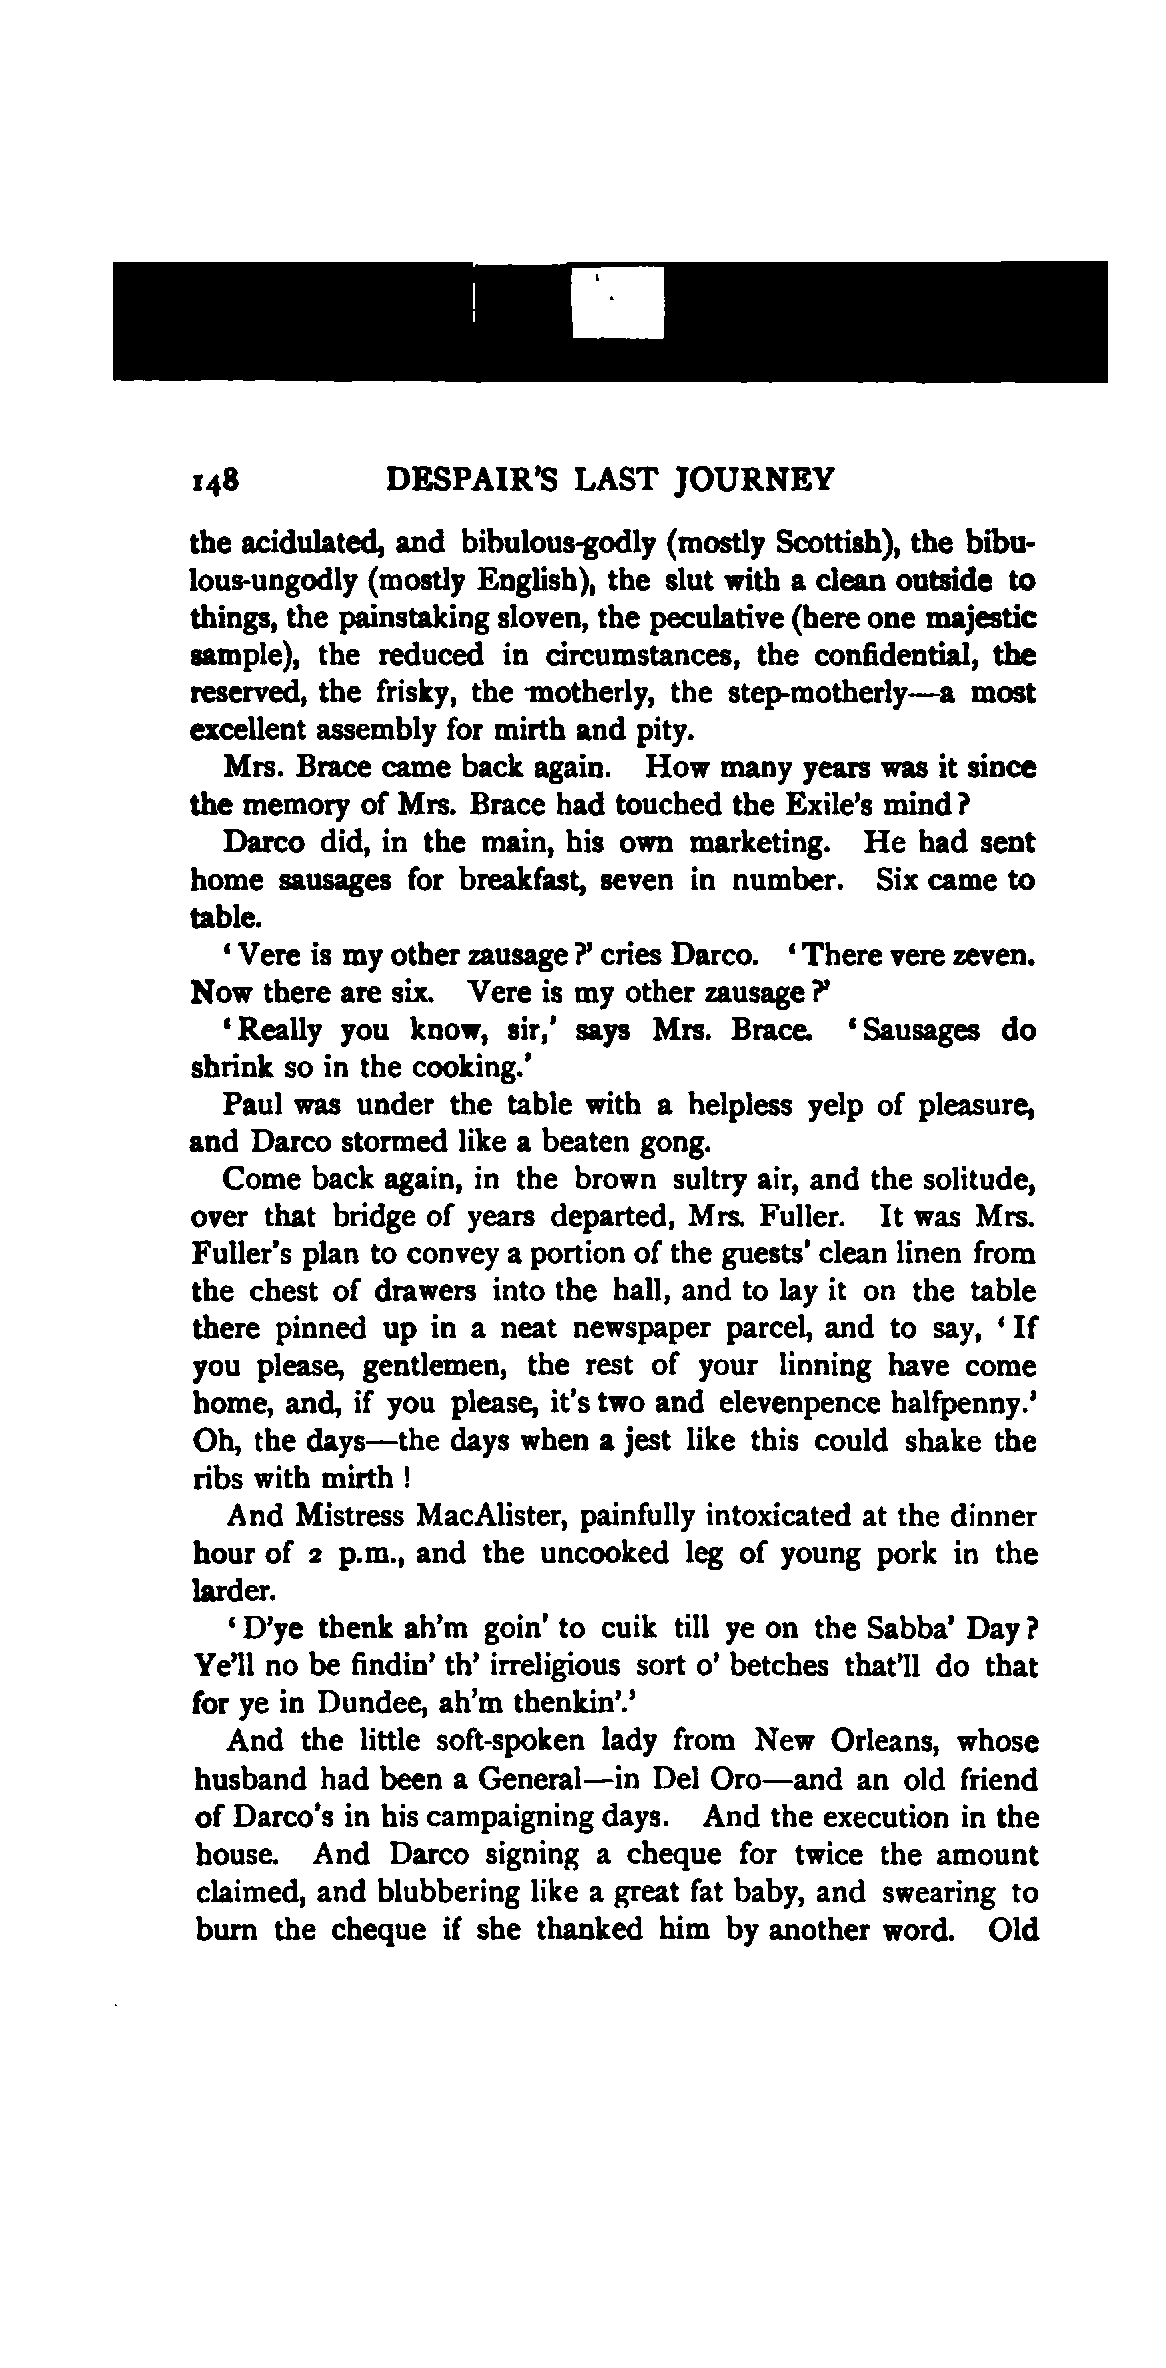 148 DESPAIR'S LAST JOURNEY
the acidulated, and bibulous-godly (mostly Scottish), the bibu-
lous-ungodly (mostly English), the slut with a clean outside to
things, the painstaking sloven, the peculative (here one majestic
sample), the reduced in circumstances, the confidential, the
reserved, the frisky, the motherly, the step-motherly—a most
excellent assembly for mirth and pity.
Mrs. Brace came back again. How many years was it since
the memory of Mrs. Brace had touched the Exile's mind?
Darco did, in the main, his own marketing. He had sent
home sausages for breakfast, seven in number. Six came to
table.
'Vere is my other zausage?' cries Darco. 'There vere zeven.
Now there are six. Vere is my other zausage?'
'Really you know, sir,' says Mrs. Brace. 'Sausages do
shrink so in the cooking.'
Paul was under the table with a helpless yelp of pleasure,
and Darco stormed like a beaten gong.
Come back again, in the brown sultry air, and the solitude,
over that bridge of years departed, Mrs. Fuller. It was Mrs.
Fuller's plan to convey a portion of the guests' clean linen from
the chest of drawers into the hall, and to lay it on the table
there pinned up in a neat newspaper parcel, and to say, 'If
you please, gentlemen, the rest of your linning have come
home, and, if you please, it's two and elevenpence halfpenny.'
Oh, the days—the days when a jest like this could shake the
ribs with mirth!
And Mistress MacAlister, painfully intoxicated at the dinner
hour of 2 p.m., and the uncooked leg of young pork in the
larder.
'D'ye thenk ah'm goin' to cuik till ye on the Sabba' Day?
Ye'll no be findin' th' irreligious sort o' betches that'll do that
for ye in Dundee, ah'm thenkin'.'
And the little soft-spoken lady from New Orleans, whose
husband had been a General—in Del Oro—and an old friend
of Darco's in his campaigning days. And the execution in the
house. And Darco signing a cheque for twice the amount
claimed, and blubbering like a great fat baby, and swearing to
burn the cheque if she thanked him by another word. Old